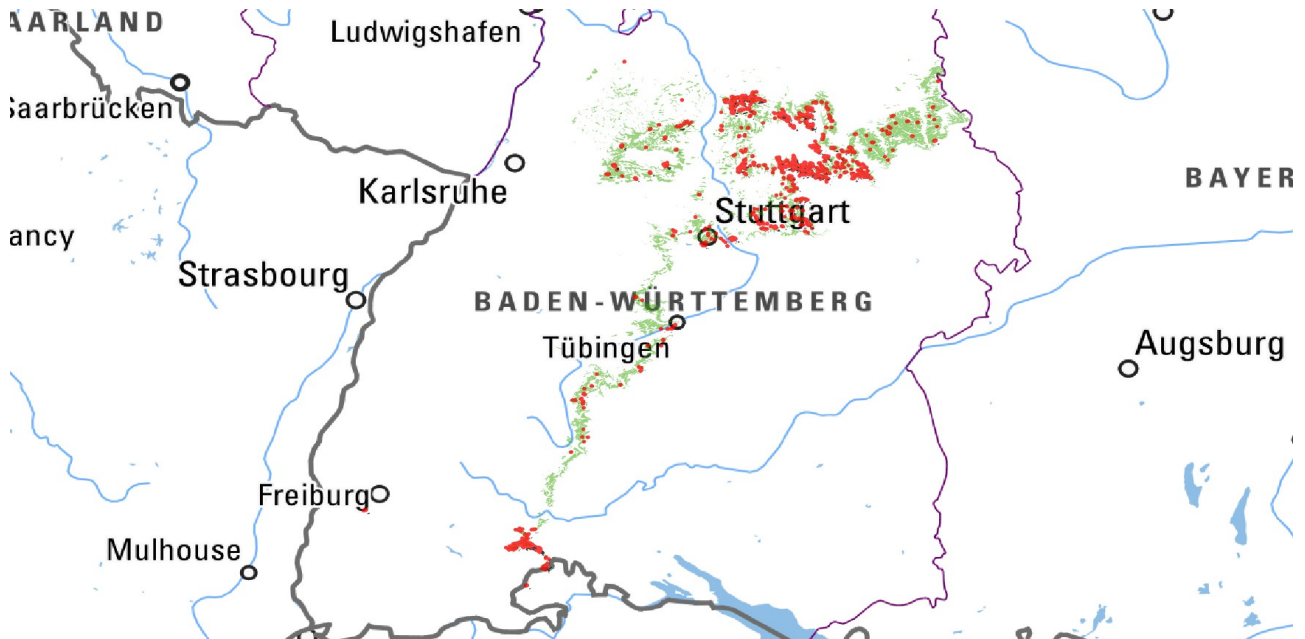 AARLAND
Ludwigshafen
Saarbrücken
Karlsruhe
BAYER
Stuttgart
ancy
Strasbourg
BADEN-WÜRTTEMBERG
Tübingen
Augsburg
Freiburg
Mulhouse